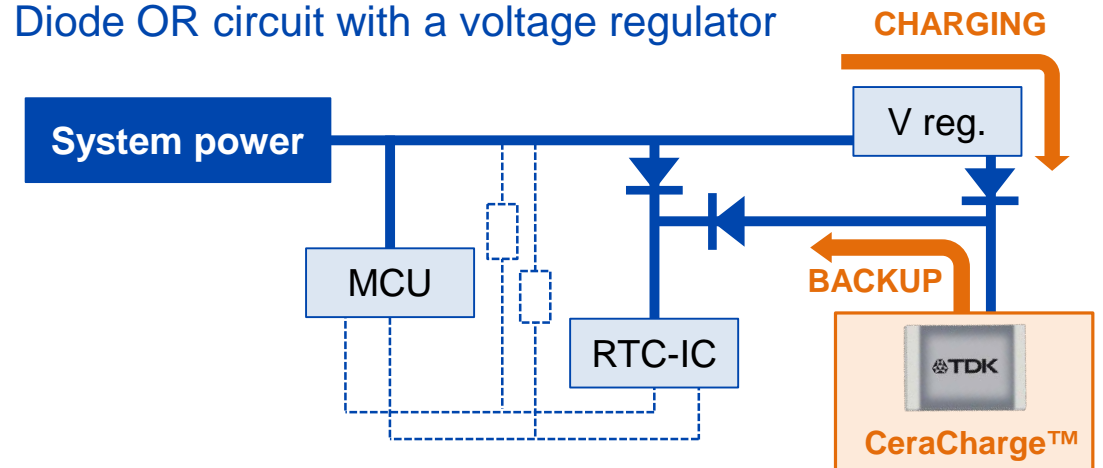 Diode OR circuit with a voltage regulator
CHARGING
System power
V reg.
MCU
BACKUP
RTC-IC
TDK
CeraCharge™